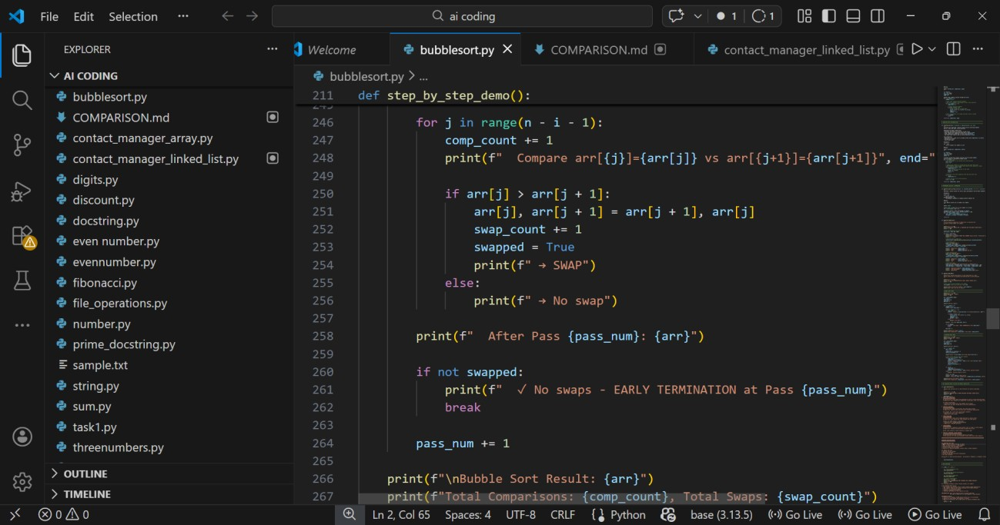 File Edit Selection ··· ai coding 1 1
EXPLORER ···
AI CODING
bubblesort.py
COMPARISON.md
contact_manager_array.py
contact_manager_linked_list.py
digits.py
discount.py
docstring.py
even number.py
evennumber.py
fibonacci.py
file_operations.py
number.py
prime_docstring.py
sample.txt
string.py
sum.py
task1.py
threenumbers.py
OUTLINE
TIMELINE
Welcome bubblesort.py COMPARISON.md contact_manager_linked_list.py ···
bubblesort.py > ...
211 def step_by_step_demo():
246 for j in range(n - i - 1):
247 comp_count += 1
248 print(f"  Compare arr[{j}]={arr[j]} vs arr[{j+1}]={arr[j+1]}", end="
249
250 if arr[j] > arr[j + 1]:
251 arr[j], arr[j + 1] = arr[j + 1], arr[j]
252 swap_count += 1
253 swapped = True
254 print(f" → SWAP")
255 else:
256 print(f" → No swap")
257
258 print(f"  After Pass {pass_num}: {arr}")
259
260 if not swapped:
261 print(f"  ✓ No swaps - EARLY TERMINATION at Pass {pass_num}")
262 break
263
264 pass_num += 1
265
266 print(f"\nBubble Sort Result: {arr}")
267 print(f"Total Comparisons: {comp_count}, Total Swaps: {swap_count}")
0 0 Ln 2, Col 65 Spaces: 4 UTF-8 CRLF Python base (3.13.5) Go Live Go Live Go Live